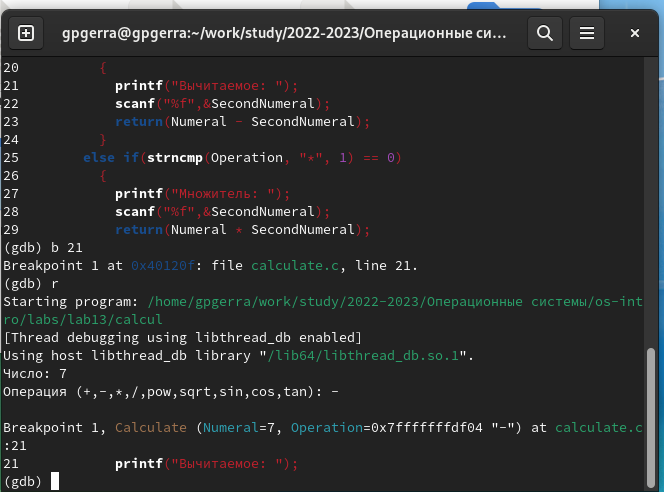 gpgerra@gpgerra:~/work/study/2022-2023/Операционные си...
20 {
21 printf("Вычитаемое: ");
22 scanf("%f",&SecondNumeral);
23 return(Numeral - SecondNumeral);
24 }
25 else if(strncmp(Operation, "*", 1) == 0)
26 {
27 printf("Множитель: ");
28 scanf("%f",&SecondNumeral);
29 return(Numeral * SecondNumeral);
(gdb) b 21
Breakpoint 1 at 0x40120f: file calculate.c, line 21.
(gdb) r
Starting program: /home/gpgerra/work/study/2022-2023/Операционные системы/os-int
ro/labs/lab13/calcul
[Thread debugging using libthread_db enabled]
Using host libthread_db library "/lib64/libthread_db.so.1".
Число: 7
Операция (+,-,*,/,pow,sqrt,sin,cos,tan): -
Breakpoint 1, Calculate (Numeral=7, Operation=0x7fffffffdf04 "-") at calculate.c
:21
21 printf("Вычитаемое: ");
(gdb)